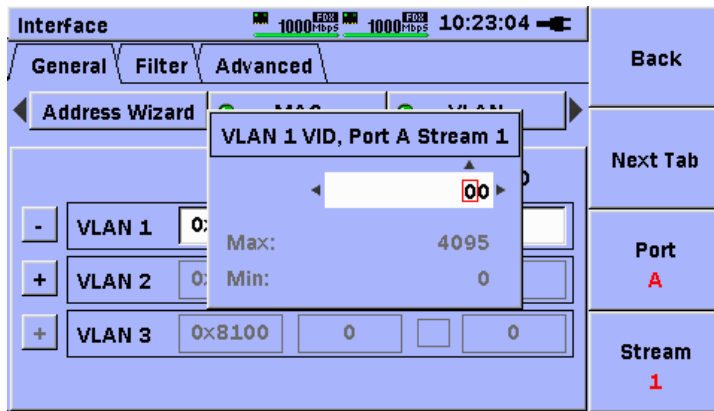 Interface 1000 FDX Mbps 1000 FDX Mbps 10:23:04
General Filter Advanced
Address Wizard
VLAN 1 VID, Port A Stream 1
00
Max: 4095
Min: 0
- VLAN 1
+ VLAN 2
+ VLAN 3 0x8100 0 0
Back
Next Tab
Port
A
Stream
1